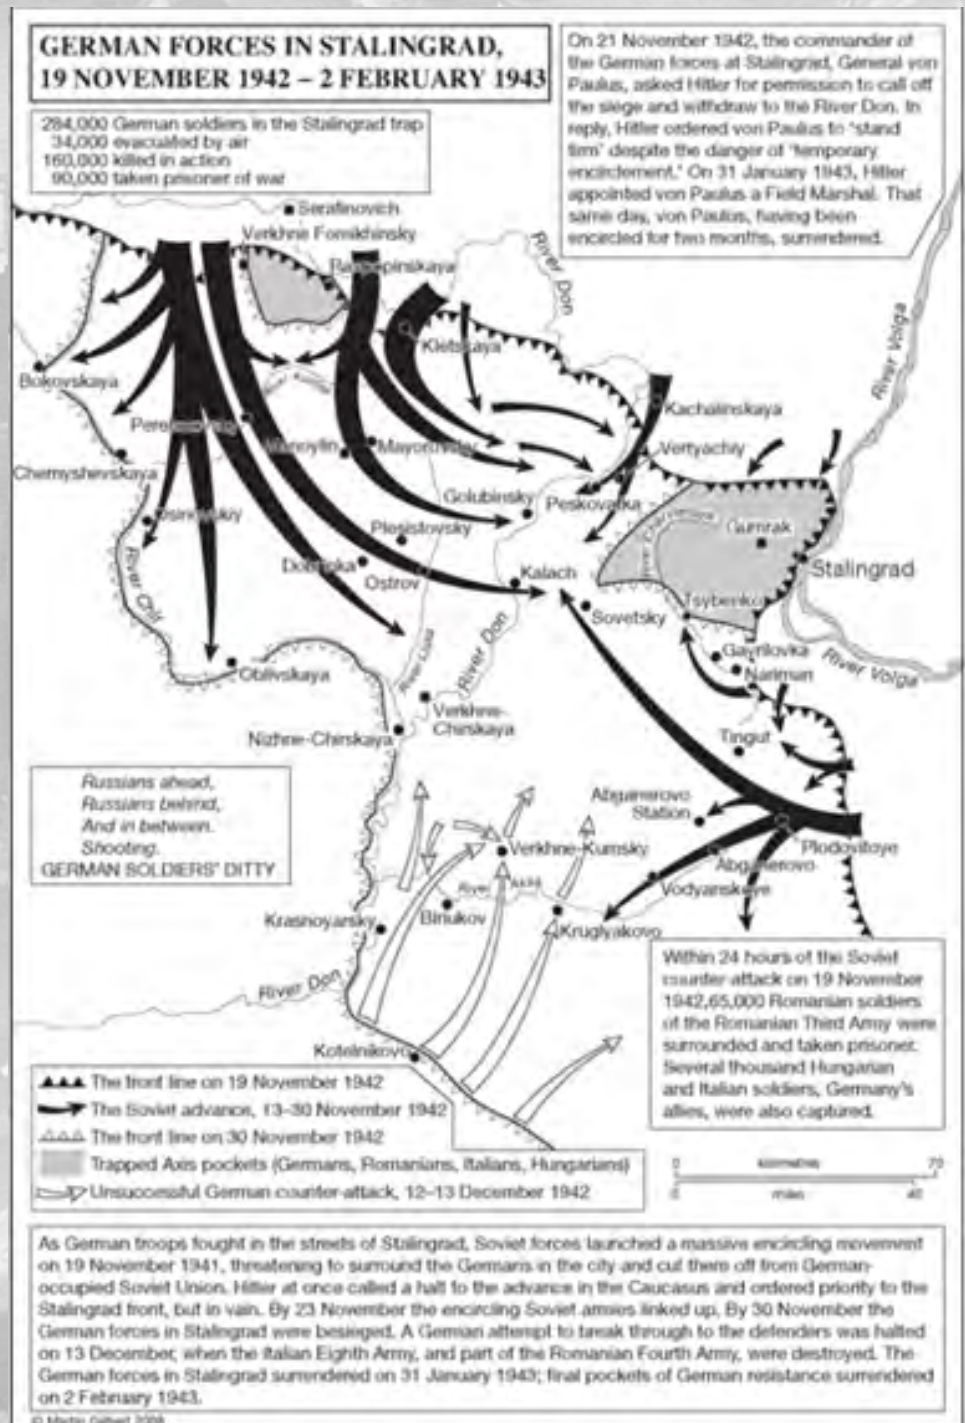 GERMAN FORCES IN STALINGRAD,
19 NOVEMBER 1942 – 2 FEBRUARY 1943
284,000 German soldiers in the Stalingrad trap
34,000 evacuated by air
160,000 killed in action
90,000 taken prisoner of war
On 21 November 1942, the commander of
the German forces at Stalingrad, General von
Paulus, asked Hitler for permission to call off
the siege and withdraw to the River Don. In
reply, Hitler ordered von Paulus to 'stand
firm' despite the danger of 'temporary
encirclement.' On 31 January 1943, Hitler
appointed von Paulus a Field Marshal. That
same day, von Paulus, having been
encircled for two months, surrendered.
Serafinovich
Verkhne Fomikhinsky
River Don
River Volga
Kletskaya
Bokovskaya
Kachalinskaya
Manoylin
Mayorovsky
Vertyachiy
Chernyshevskaya
Golubinsky
Peskovatka
Gumrak
Plesistovsky
Ostrov
Kalach
Stalingrad
River Chir
Sovetsky
Tsybenko
Gavrilovka
Nariman
River Volga
Oblivskaya
River Liska
River Don
Verkhne-
Chirskaya
Nizhne-Chirskaya
Tingut
Russians ahead,
Russians behind,
And in between.
Shooting.
GERMAN SOLDIERS' DITTY
Abganerovo
Station
Plodovitoye
Abganerovo
Verkhne-Kumsky
Vodyanskoye
River
Biriukov
Krasnoyarsky
Kruglyakovo
River Don
Kotelnikovo
Within 24 hours of the Soviet
counter-attack on 19 November
1942,65,000 Romanian soldiers
of the Romanian Third Army were
surrounded and taken prisoner.
Several thousand Hungarian
and Italian soldiers, Germany's
allies, were also captured.
The front line on 19 November 1942
The Soviet advance, 13–30 November 1942
The front line on 30 November 1942
Trapped Axis pockets (Germans, Romanians, Italians, Hungarians)
Unsuccessful German counter-attack, 12–13 December 1942
0 kilometres 70
0 miles 40
As German troops fought in the streets of Stalingrad, Soviet forces launched a massive encircling movement
on 19 November 1941, threatening to surround the Germans in the city and cut them off from German-
occupied Soviet Union. Hitler at once called a halt to the advance in the Caucasus and ordered priority to the
Stalingrad front, but in vain. By 23 November the encircling Soviet armies linked up. By 30 November the
German forces in Stalingrad were besieged. A German attempt to break through to the defenders was halted
on 13 December, when the Italian Eighth Army, and part of the Romanian Fourth Army, were destroyed. The
German forces in Stalingrad surrendered on 31 January 1943; final pockets of German resistance surrendered
on 2 February 1943.
© Martin Gilbert 2008